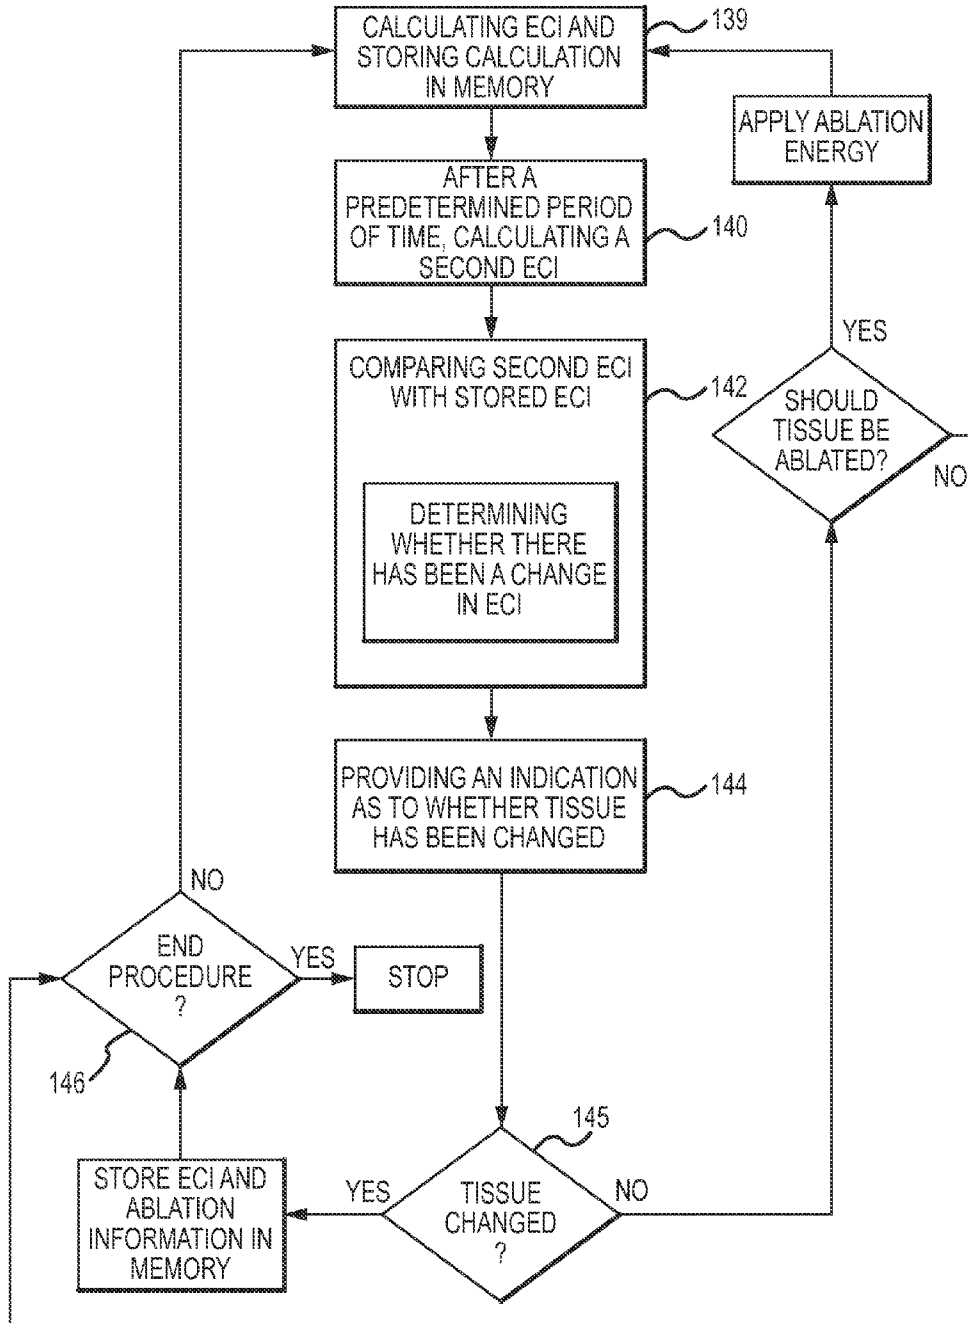 CALCULATING ECI AND
STORING CALCULATION
IN MEMORY
139
APPLY ABLATION
ENERGY
AFTER A
PREDETERMINED PERIOD
OF TIME, CALCULATING A
SECOND ECI
140
YES
COMPARING SECOND ECI
WITH STORED ECI
142
SHOULD
TISSUE BE
ABLATED?
NO
DETERMINING
WHETHER THERE
HAS BEEN A CHANGE
IN ECI
PROVIDING AN INDICATION
AS TO WHETHER TISSUE
HAS BEEN CHANGED
144
NO
END
PROCEDURE
?
YES
STOP
146
145
STORE ECI AND
ABLATION
INFORMATION IN
MEMORY
YES
TISSUE
CHANGED
?
NO